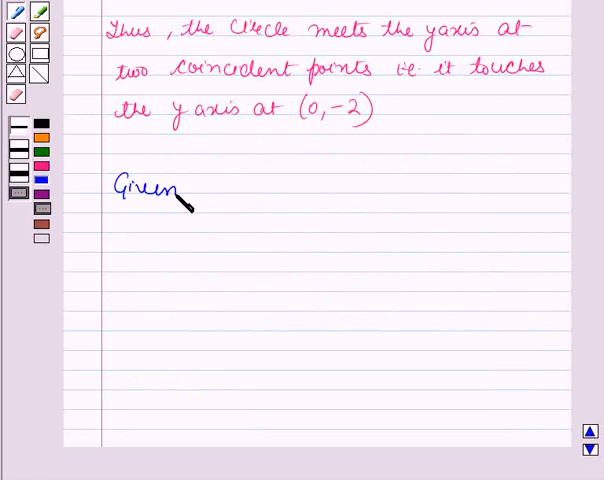 Thus, the Circle meets the y axis at
two coincident points i.e. it touches
the y axis at (0, -2)
Given